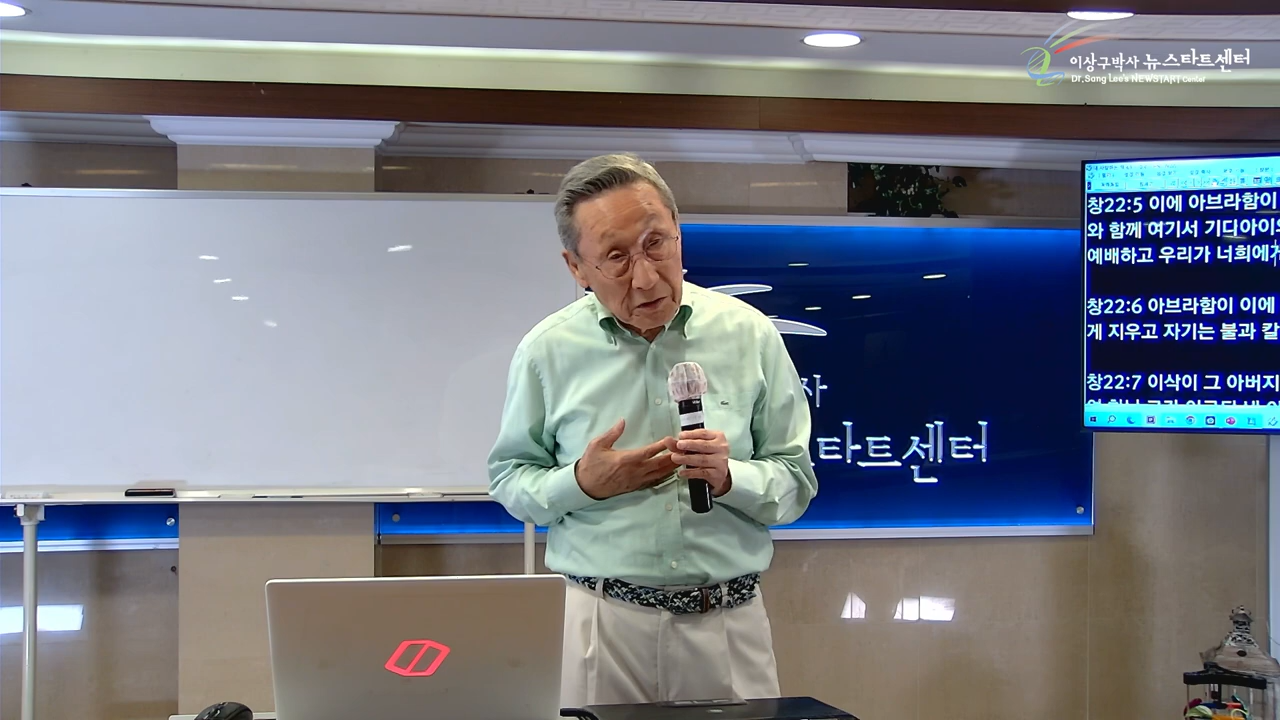 이상구박사 뉴스타트센터
Dr. Sang Lee's NEWSTART Center
창22:5 이에 아브라함이
와 함께 여기서 기다
예배하고 우리가 너희에게
창22:6 아브라함이 이에
게 지우고 자기는 불과 칼
창22:7 이삭이 그 아버지
사
스타트센터